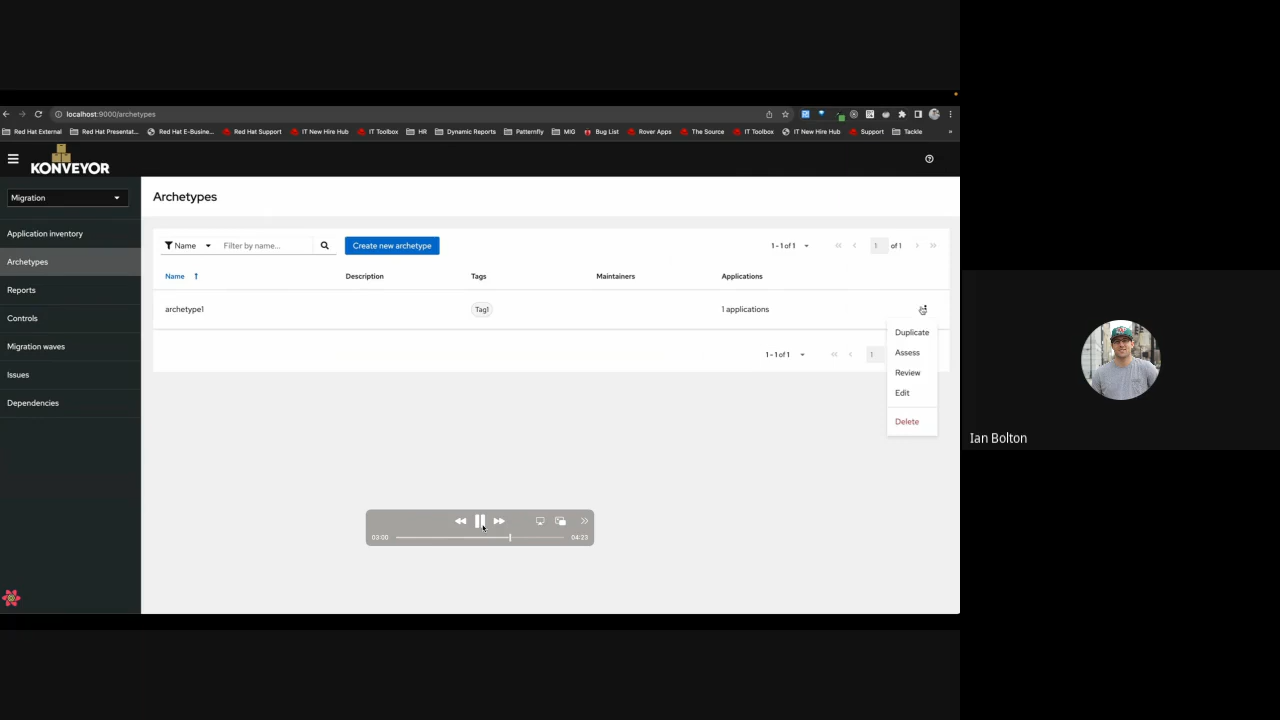 localhost:9000/archetypes
Red Hat External Red Hat Presentat... Red Hat E-Busine... Red Hat Support IT New Hire Hub IT Toolbox HR Dynamic Reports Patternfly MIG Bug List Rover Apps The Source IT Toolbox IT New Hire Hub Support Tackle »
KONVEYOR
Migration
Application inventory
Archetypes
Reports
Controls
Migration waves
Issues
Dependencies
Archetypes
Name Filter by name... Create new archetype 1 - 1 of 1 1 of 1
Name Description Tags Maintainers Applications
archetype1 Tag1 1 applications
1 - 1 of 1 1
Duplicate
Assess
Review
Edit
Delete
03:00 04:23
Ian Bolton